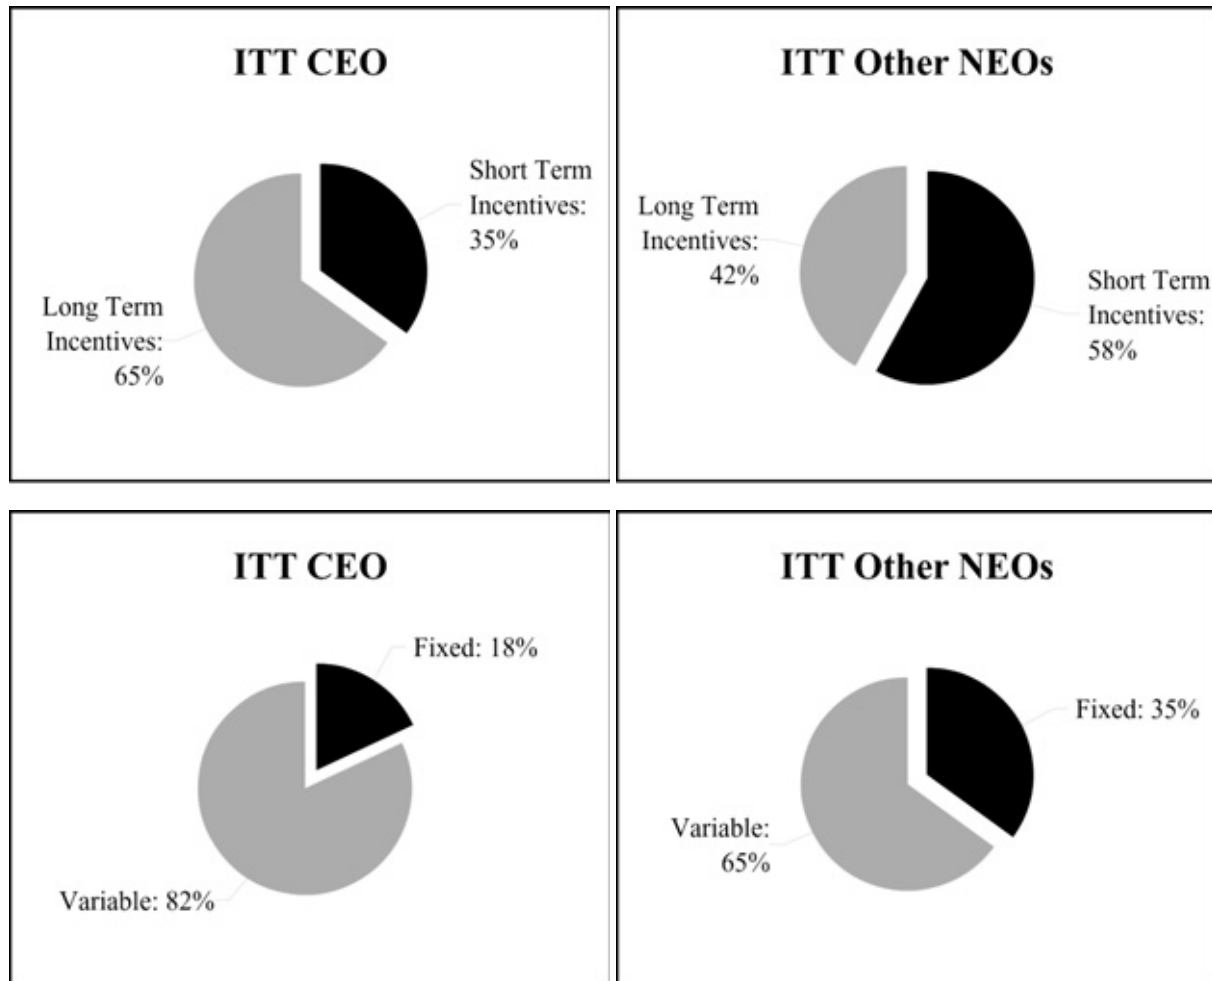 ITT CEO
Short Term
Incentives:
35%
Long Term
Incentives:
65%
ITT Other NEOs
Long Term
Incentives:
42%
Short Term
Incentives:
58%
ITT CEO
Fixed: 18%
Variable: 82%
ITT Other NEOs
Fixed: 35%
Variable:
65%